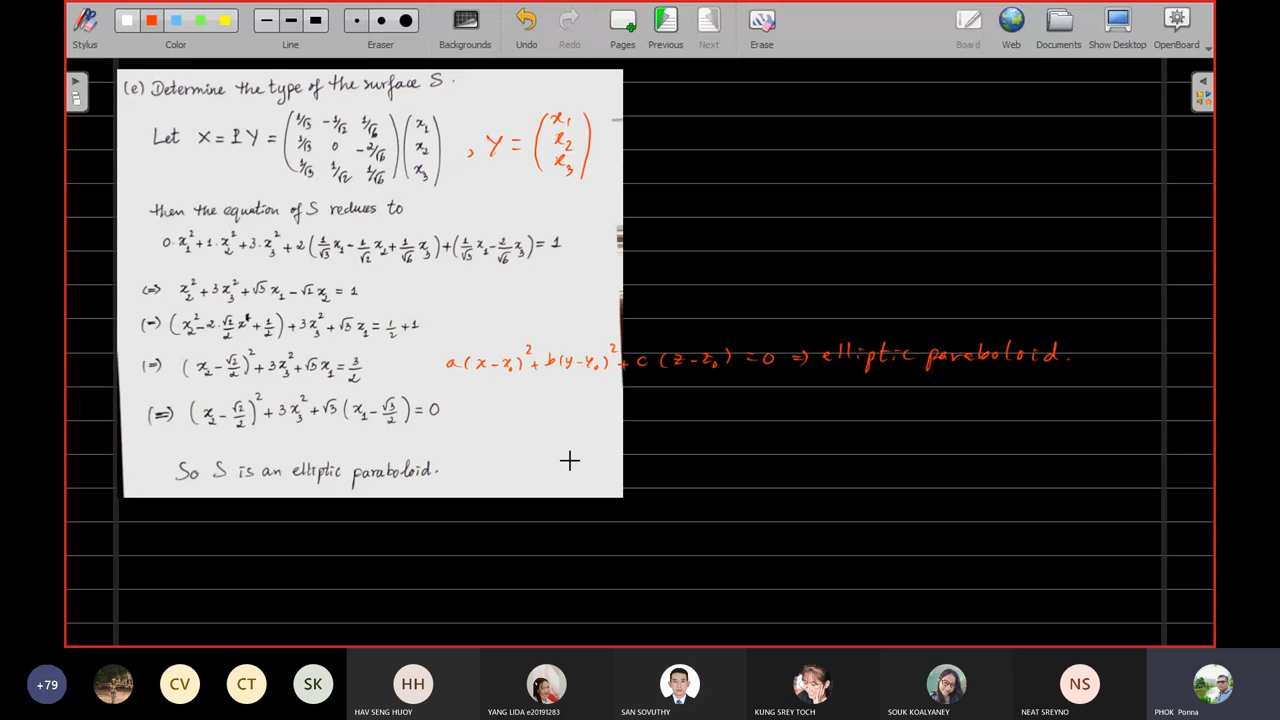 Stylus Color Line Eraser Backgrounds Undo Redo Pages Previous Next Erase Board Web Documents Show Desktop OpenBoard
(e) Determine the type of the surface S.
Let X = PY = (1/√3 -1/√2 1/√6 ; 1/√3 0 -2/√6 ; 1/√3 1/√2 1/√6) (x₁ ; x₂ ; x₃) , Y = (x₁ ; x₂ ; x₃)
then the equation of S reduces to
0·x₁² + 1·x₂² + 3·x₃² + 2(1/√3 x₁ - 1/√2 x₂ + 1/√6 x₃) + (1/√3 x₁ - 2/√6 x₃) = 1
(=> x₂² + 3x₃² + √3 x₁ - √2 x₂ = 1
(=) (x₂² - 2·√2/2 x + 1/2) + 3x₃² + √3 x₁ = 1/2 + 1
(=) (x₂ - √2/2)² + 3x₃² + √3 x₁ = 3/2
a(x-x₀)² + b(y-y₀)² + c(z-z₀) = 0 => elliptic paraboloid.
(=) (x₂ - √2/2)² + 3x₃² + √3 (x₁ - √3/2) = 0
So S is an elliptic paraboloid.
+79 CV CT SK HH NS
HAV SENG HUOY YANG LIDA e20191283 SAN SOVUTHY KUNG SREY TOCH SOUK KOALYANEY NEAT SREYNO PHOK Ponna